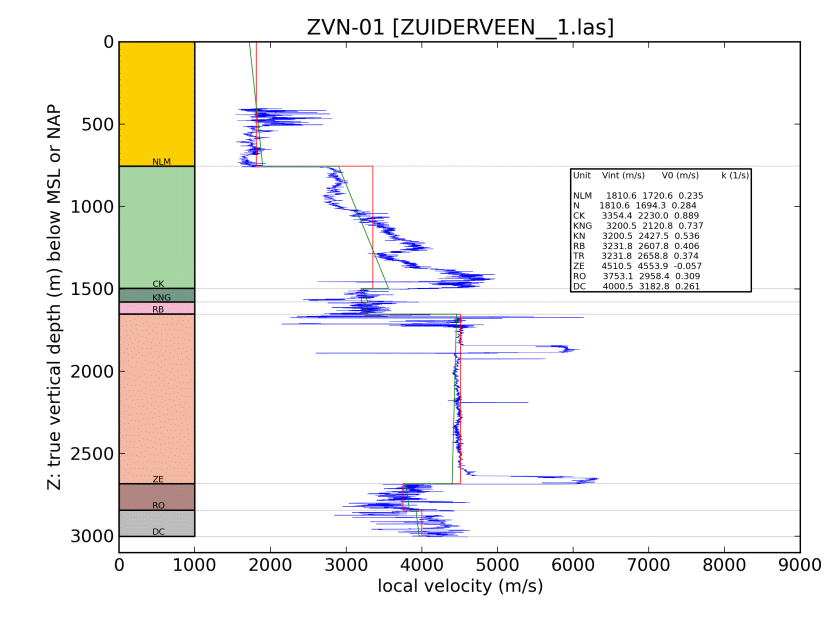 ZVN-01 [ZUIDERVEEN__1.las]
Z: true vertical depth (m) below MSL or NAP
0
500
1000
1500
2000
2500
3000
NLM
CK
KNG
RB
ZE
RO
DC
Unit Vint (m/s) V0 (m/s) k (1/s)
NLM 1810.6 1720.6 0.235
N 1810.6 1694.3 0.284
CK 3354.4 2230.0 0.889
KNG 3200.5 2120.8 0.737
KN 3200.5 2427.5 0.536
RB 3231.8 2607.8 0.406
TR 3231.8 2658.8 0.374
ZE 4510.5 4553.9 -0.057
RO 3753.1 2958.4 0.309
DC 4000.5 3182.8 0.261
0 1000 2000 3000 4000 5000 6000 7000 8000 9000
local velocity (m/s)